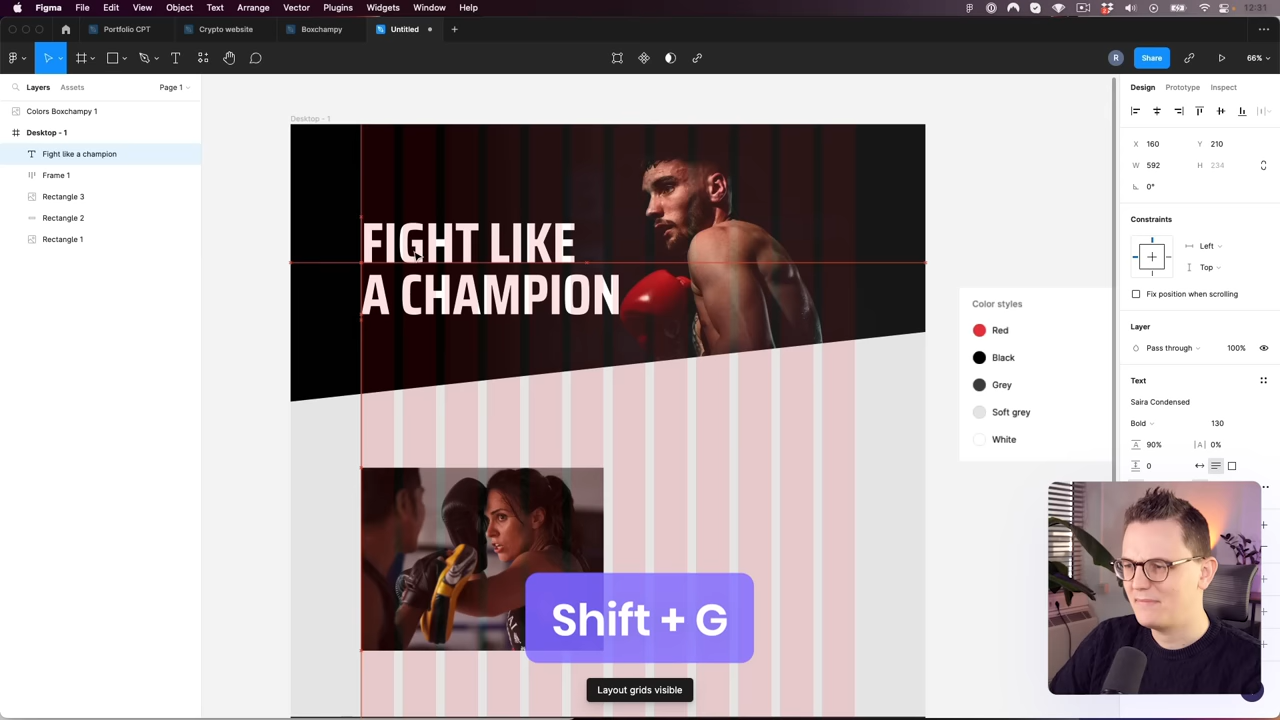 Figma File Edit View Object Text Arrange Vector Plugins Widgets Window Help 12:31
Portfolio CPT Crypto website Boxchampy Untitled
R Share 66%
Layers Assets Page 1
Colors Boxchampy 1
Desktop - 1
Fight like a champion
Frame 1
Rectangle 3
Rectangle 2
Rectangle 1
Desktop - 1
FIGHT LIKE
A CHAMPION
Shift + G
Layout grids visible
Color styles
Red
Black
Grey
Soft grey
White
Design Prototype Inspect
X 160 Y 210
W 592 H 234
0°
Constraints
Left
Top
Fix position when scrolling
Layer
Pass through 100%
Text
Saira Condensed
Bold 130
90% 0%
0